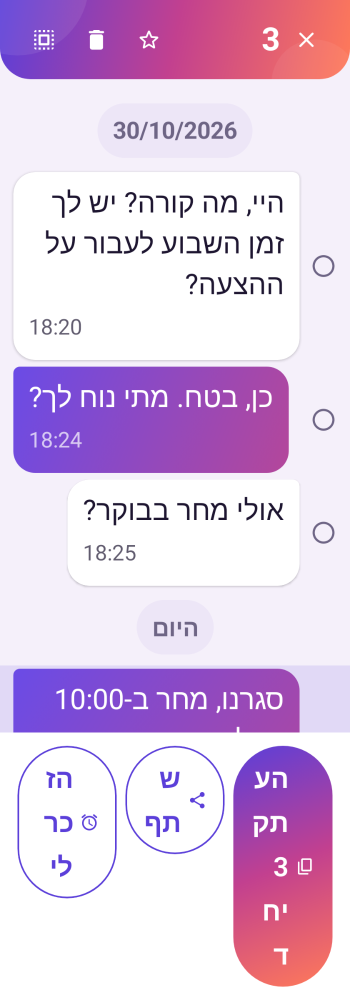 3
30/10/2026
היי, מה קורה? יש לך
זמן השבוע לעבור על
ההצעה?
18:20
כן, בטח. מתי נוח לך?
18:24
אולי מחר בבוקר?
18:25
היום
סגרנו, מחר ב-10:00
הע
תק
3
יח
ד
ש
תף
הז
כר
לי